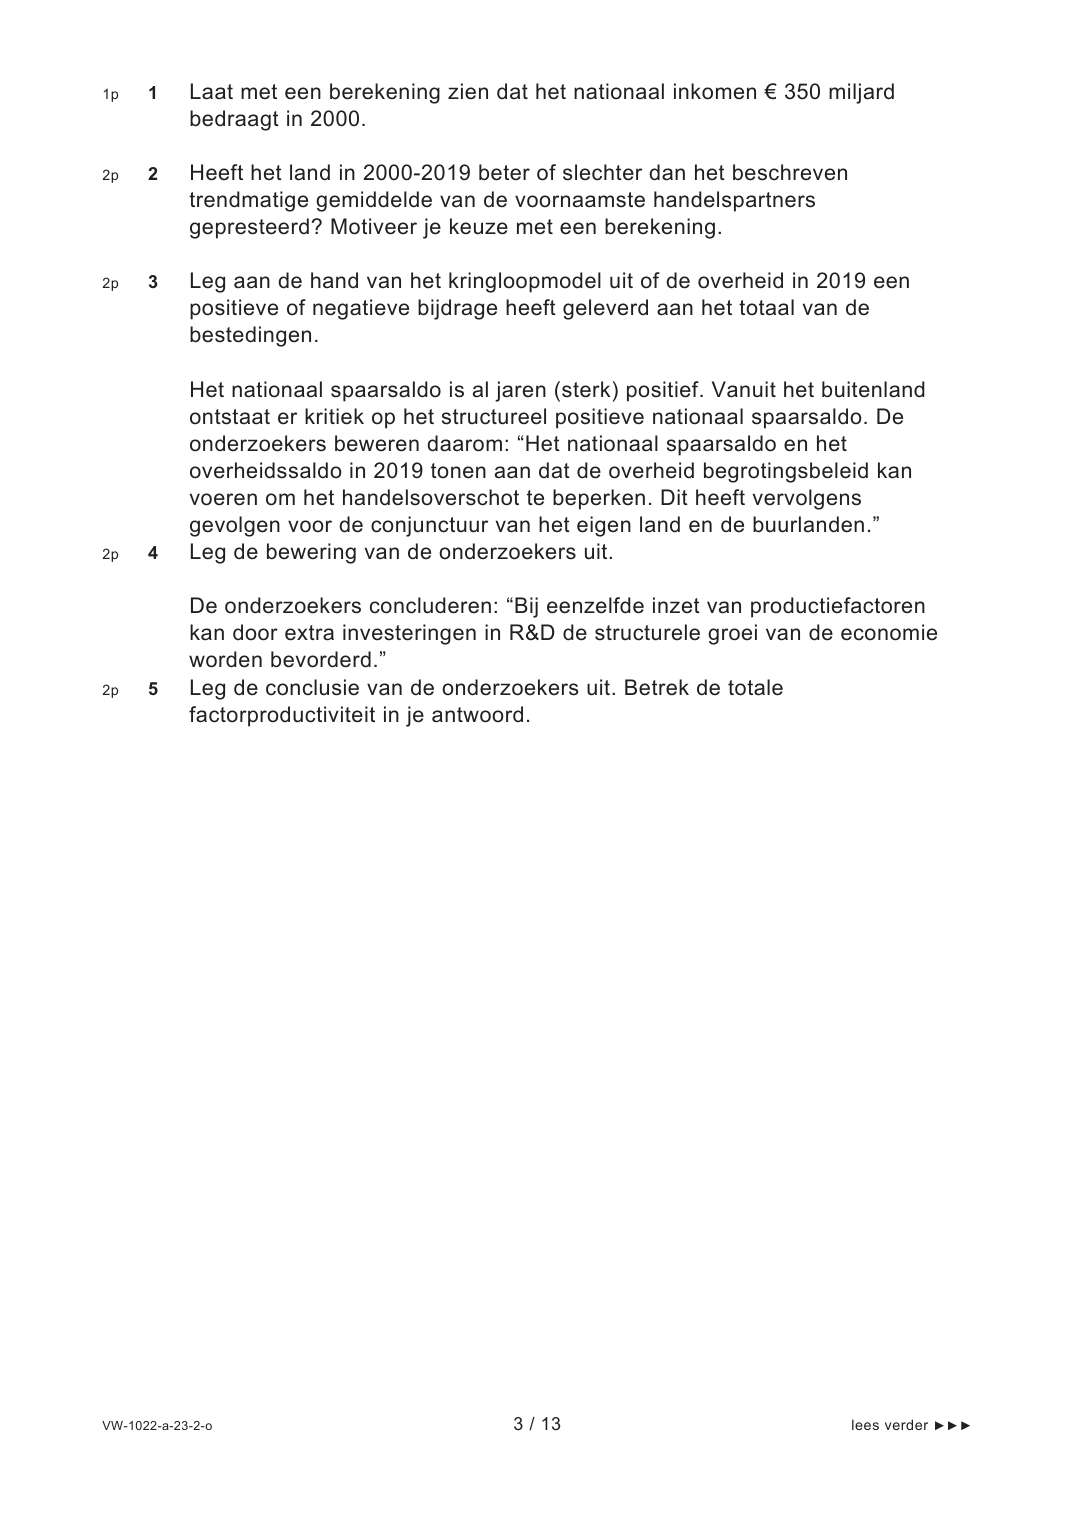 1p 1 Laat met een berekening zien dat het nationaal inkomen € 350 miljard
bedraagt in 2000.
2p 2 Heeft het land in 2000-2019 beter of slechter dan het beschreven
trendmatige gemiddelde van de voornaamste handelspartners
gepresteerd? Motiveer je keuze met een berekening.
2p 3 Leg aan de hand van het kringloopmodel uit of de overheid in 2019 een
positieve of negatieve bijdrage heeft geleverd aan het totaal van de
bestedingen.
Het nationaal spaarsaldo is al jaren (sterk) positief. Vanuit het buitenland
ontstaat er kritiek op het structureel positieve nationaal spaarsaldo. De
onderzoekers beweren daarom: “Het nationaal spaarsaldo en het
overheidssaldo in 2019 tonen aan dat de overheid begrotingsbeleid kan
voeren om het handelsoverschot te beperken. Dit heeft vervolgens
gevolgen voor de conjunctuur van het eigen land en de buurlanden.”
2p 4 Leg de bewering van de onderzoekers uit.
De onderzoekers concluderen: “Bij eenzelfde inzet van productiefactoren
kan door extra investeringen in R&D de structurele groei van de economie
worden bevorderd.”
2p 5 Leg de conclusie van de onderzoekers uit. Betrek de totale
factorproductiviteit in je antwoord.
VW-1022-a-23-2-o 3 / 13 lees verder ►►►